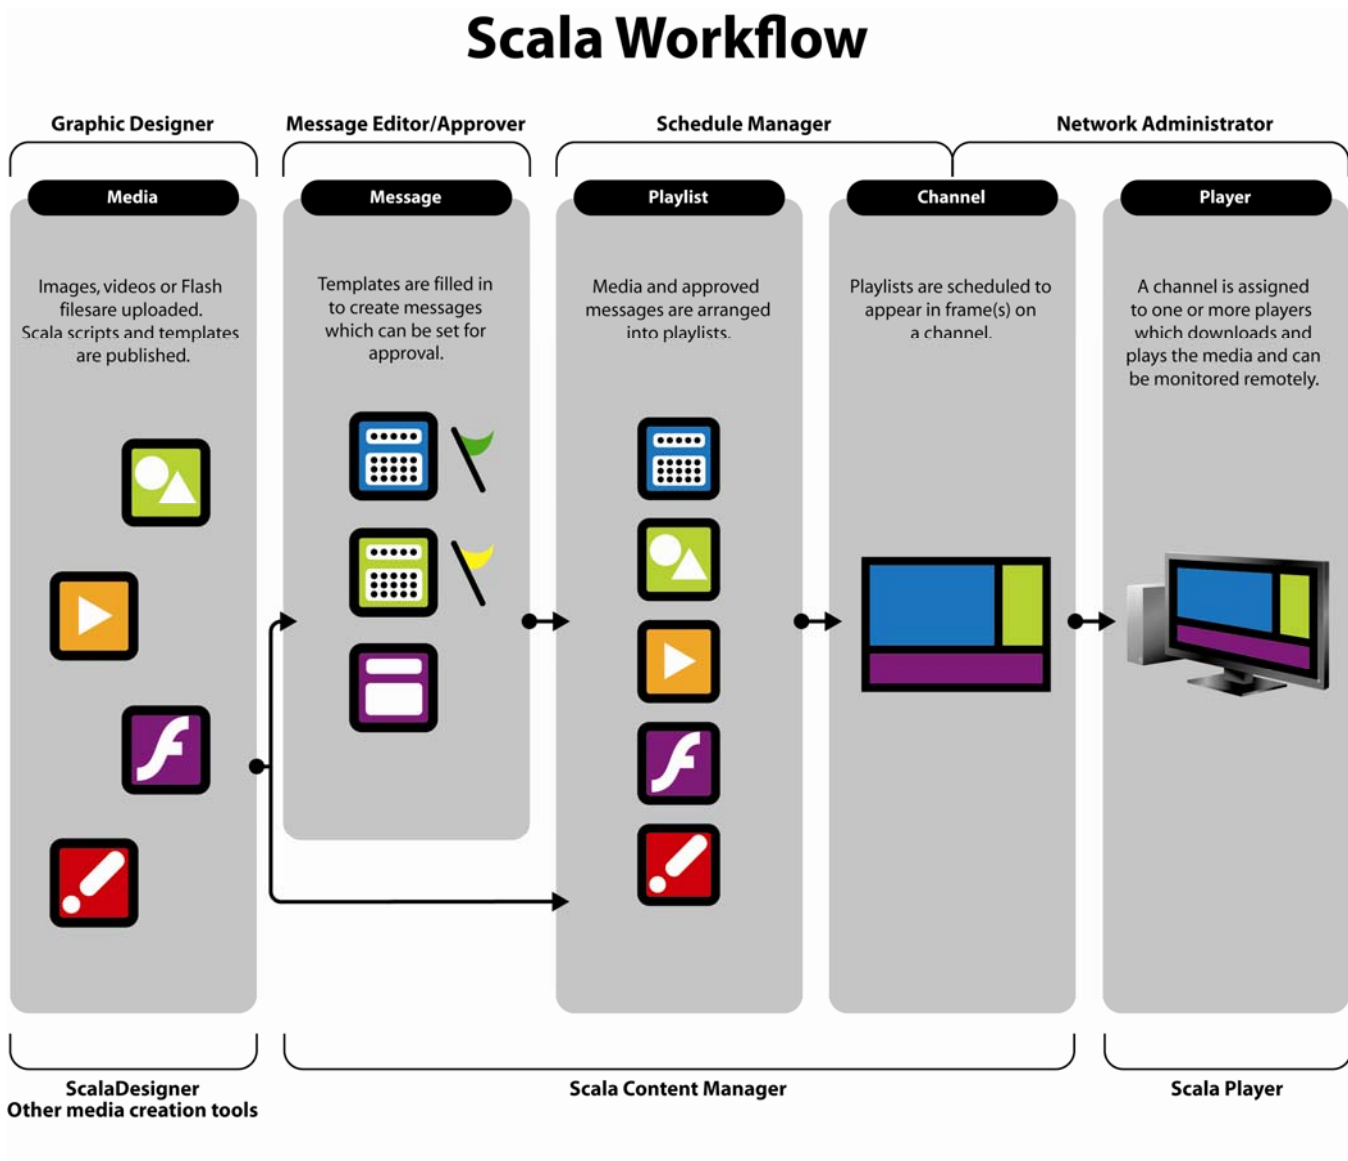 Scala Workflow
Graphic Designer
Message Editor/Approver
Schedule Manager
Network Administrator
Media
Message
Playlist
Channel
Player
Images, videos or Flash
filesare uploaded.
Scala scripts and templates
are published.
Templates are filled in
to create messages
which can be set for
approval.
Media and approved
messages are arranged
into playlists.
Playlists are scheduled to
appear in frame(s) on
a channel.
A channel is assigned
to one or more players
which downloads and
plays the media and can
be monitored remotely.
ScalaDesigner
Other media creation tools
Scala Content Manager
Scala Player